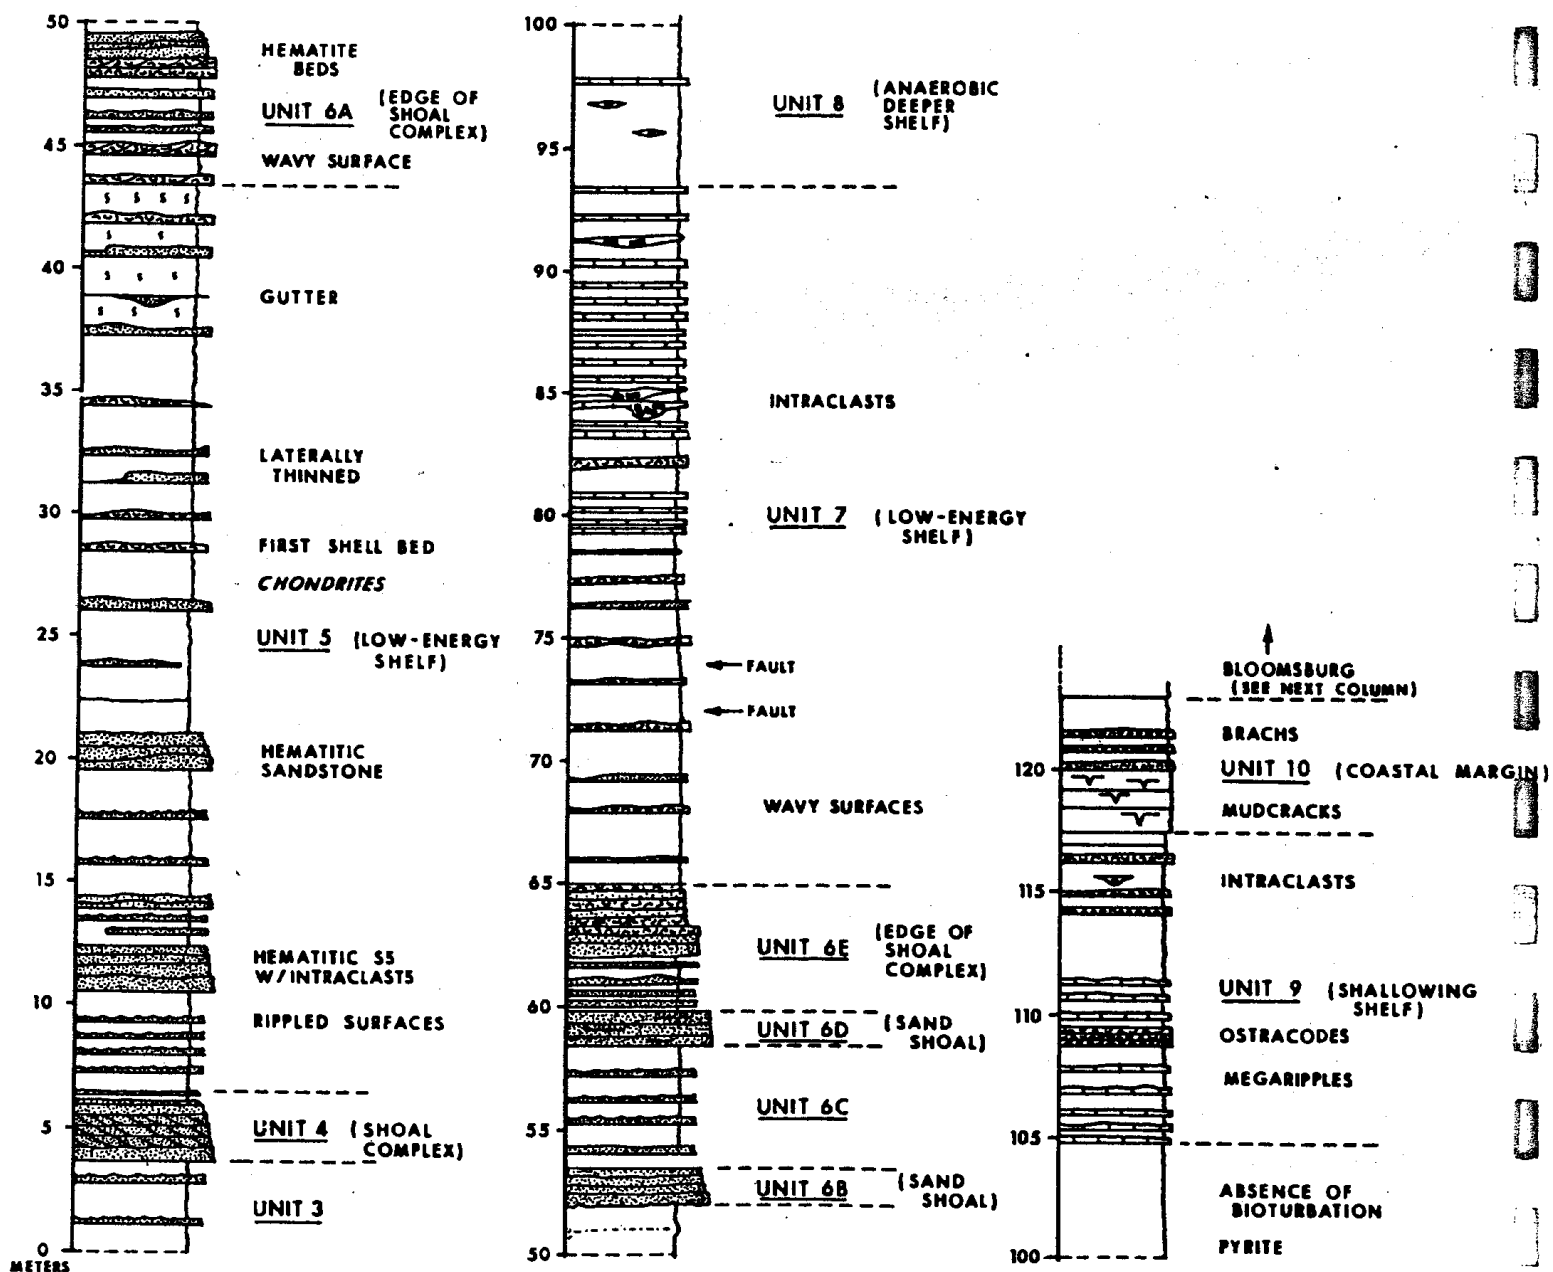 50
HEMATITE
BEDS
UNIT 6A (EDGE OF
SHOAL
COMPLEX)
45
WAVY SURFACE
S S S S
S S
40
S S S
GUTTER
S S S
35
LATERALLY
THINNED
30
FIRST SHELL BED
CHONDRITES
25
UNIT 5 (LOW-ENERGY
SHELF)
20
HEMATITIC
SANDSTONE
15
HEMATITIC SS
W/INTRACLASTS
10
RIPPLED SURFACES
5
UNIT 4 (SHOAL
COMPLEX)
UNIT 3
0
METERS
100
UNIT 8 (ANAEROBIC
DEEPER
SHELF)
95
90
85
INTRACLASTS
80
UNIT 7 (LOW-ENERGY
SHELF)
75
FAULT
FAULT
70
WAVY SURFACES
65
UNIT 6E (EDGE OF
SHOAL
COMPLEX)
60
UNIT 6D (SAND
SHOAL)
UNIT 6C
55
UNIT 6B (SAND
SHOAL)
50
BLOOMSBURG
(SEE NEXT COLUMN)
BRACHS
120
UNIT 10 (COASTAL MARGIN)
MUDCRACKS
115
INTRACLASTS
UNIT 9 (SHALLOWING
SHELF)
110
OSTRACODES
MEGARIPPLES
105
ABSENCE OF
BIOTURBATION
PYRITE
100